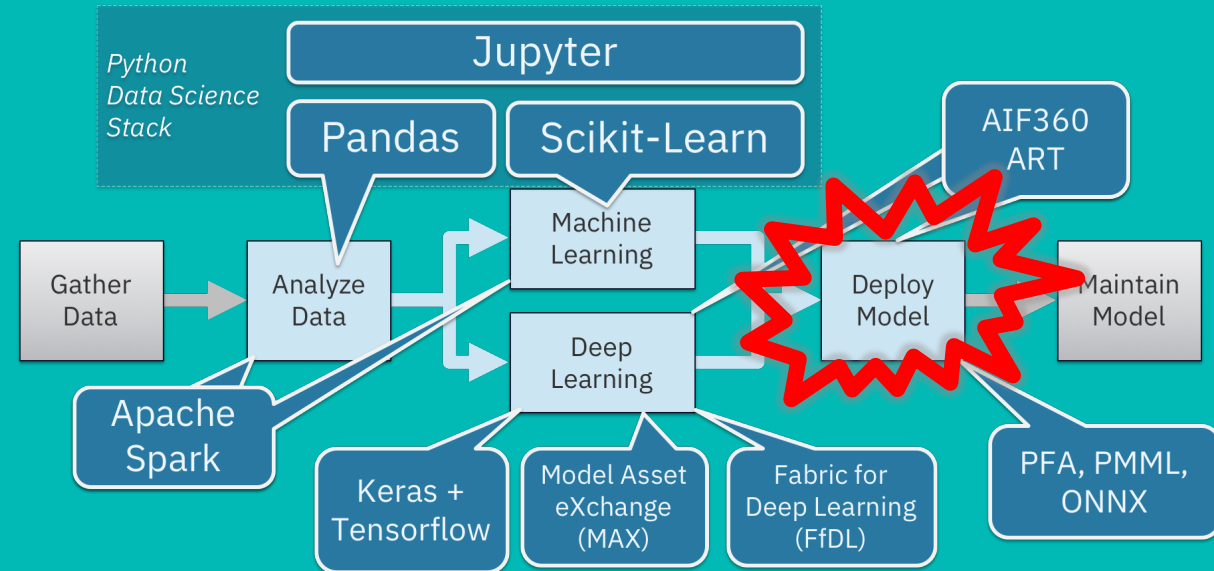 Python
Data Science
Stack
Jupyter
Pandas
Scikit-Learn
AIF360
ART
Gather
Data
Analyze
Data
Machine
Learning
Deep
Learning
Deploy
Model
Maintain
Model
Apache
Spark
Keras +
Tensorflow
Model Asset
eXchange
(MAX)
Fabric for
Deep Learning
(FfDL)
PFA, PMML,
ONNX